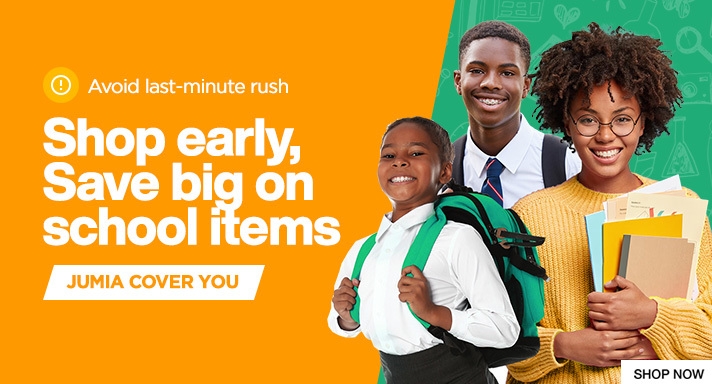 Avoid last-minute rush
Shop early,
Save big on
school items
JUMIA COVER YOU
SHOP NOW